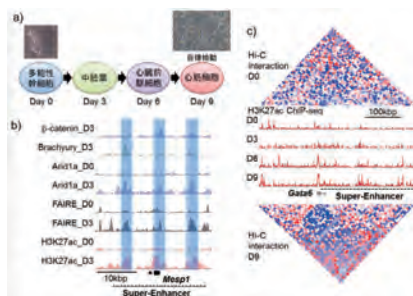 a)
自律拍動
多能性
幹細胞
中胚葉
心臓前
駆細胞
心筋細胞
Day 0
Day 3
Day 6
Day 9
b)
β-catenin_D3
Brachyury_D3
Arid1a_D0
Arid1a_D3
FAIRE_D0
FAIRE_D3
H3K27ac_D0
H3K27ac_D3
10kbp
Mesp1
Super-Enhancer
c)
Hi-C
interaction
D0
H3K27ac ChIP-seq
100kbp
D0
D3
D6
D9
Gata6
Super-Enhancer
Hi-C
interaction
D9